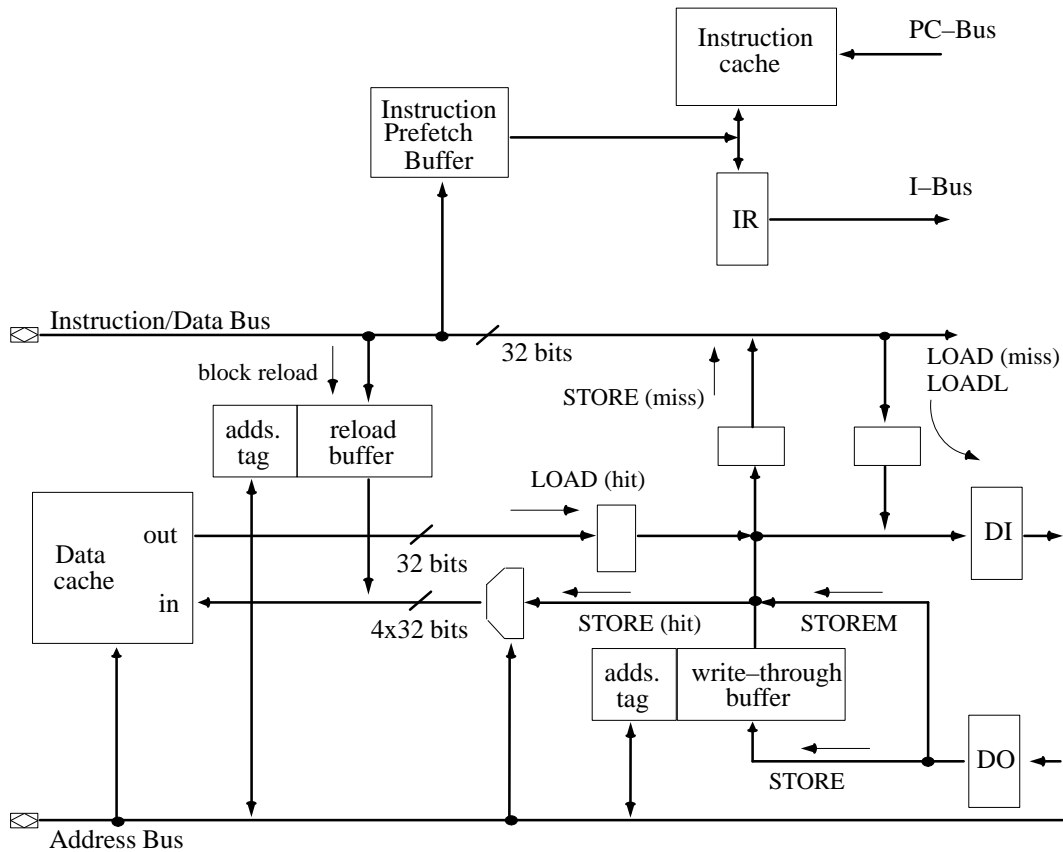 Instruction
cache
PC–Bus
Instruction
Prefetch
Buffer
IR
I–Bus
Instruction/Data Bus
32 bits
block reload
STORE (miss)
LOAD (miss)
LOADL
adds.
tag
reload
buffer
LOAD (hit)
out
Data
cache
in
32 bits
4x32 bits
STORE (hit)
STOREM
DI
adds.
tag
write–through
buffer
STORE
DO
Address Bus